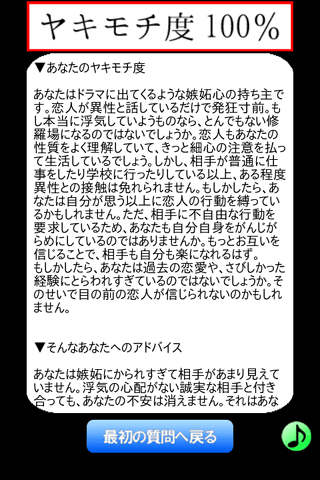 ヤキモチ度 100%
▼あなたのヤキモチ度
あなたはドラマに出てくるような嫉妬心の持ち主で
す。恋人が異性と話しているだけで発狂寸前。も
し本当に浮気していようものなら、とんでもない修
羅場になるのではないでしょうか。恋人もあなたの
性質をよく理解していて、きっと細心の注意を払っ
て生活しているでしょう。しかし、相手が普通に仕
事をしたり学校に行ったりしている以上、ある程度
異性との接触は免れられません。もしかしたら、あ
なたは自分が思う以上に恋人の行動を縛ってい
るかもしれません。ただ、相手に不自由な行動を
要求しているため、あなたも自分自身をがんじが
らめにしているのではありませんか。もっとお互いを
信じることで、相手も自分も楽になれるはず。
もしかしたら、あなたは過去の恋愛や、さびしかった
経験にとらわれすぎているのではないでしょうか。そ
のせいで目の前の恋人が信じられないのかもしれ
ません。
▼そんなあなたへのアドバイス
あなたは嫉妬にかられすぎて相手があまり見えて
いません。浮気の心配がない誠実な相手と付き
合っても、あなたの不安は消えません。それはあな
最初の質問へ戻る